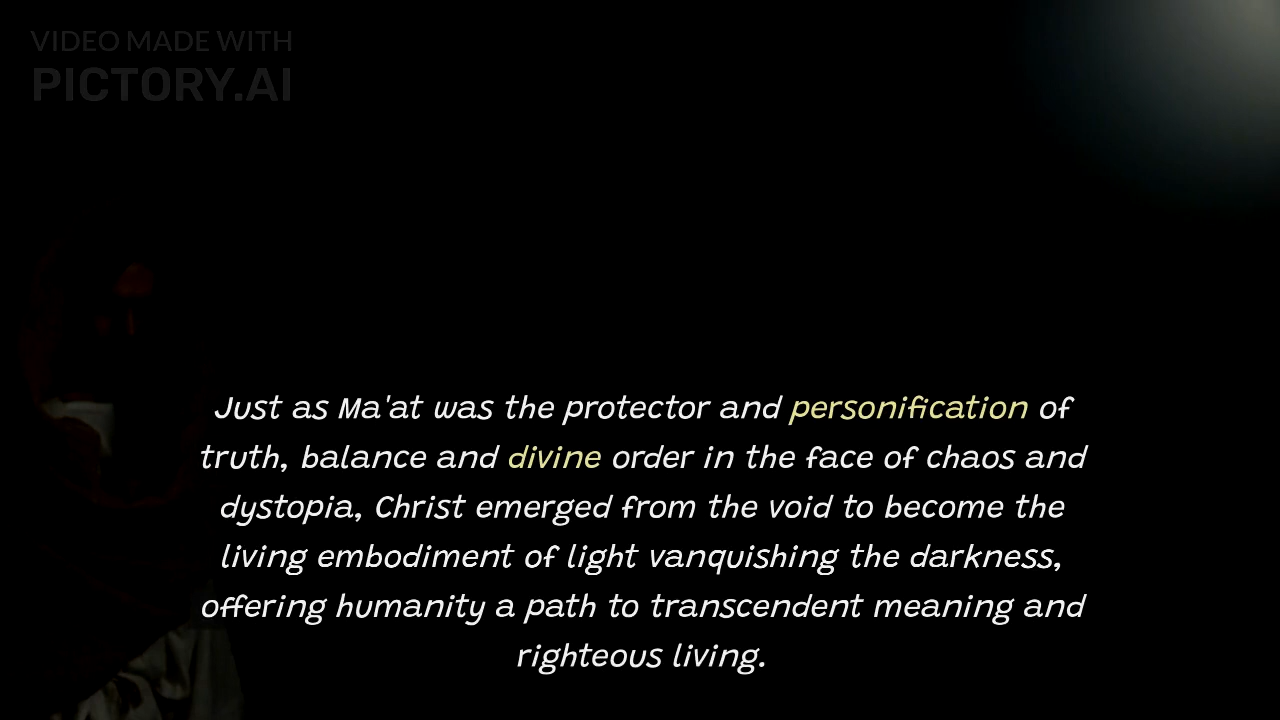 VIDEO MADE WITH
PICTORY.AI
Just as Ma'at was the protector and personification of
truth, balance and divine order in the face of chaos and
dystopia, Christ emerged from the void to become the
living embodiment of light vanquishing the darkness,
offering humanity a path to transcendent meaning and
righteous living.